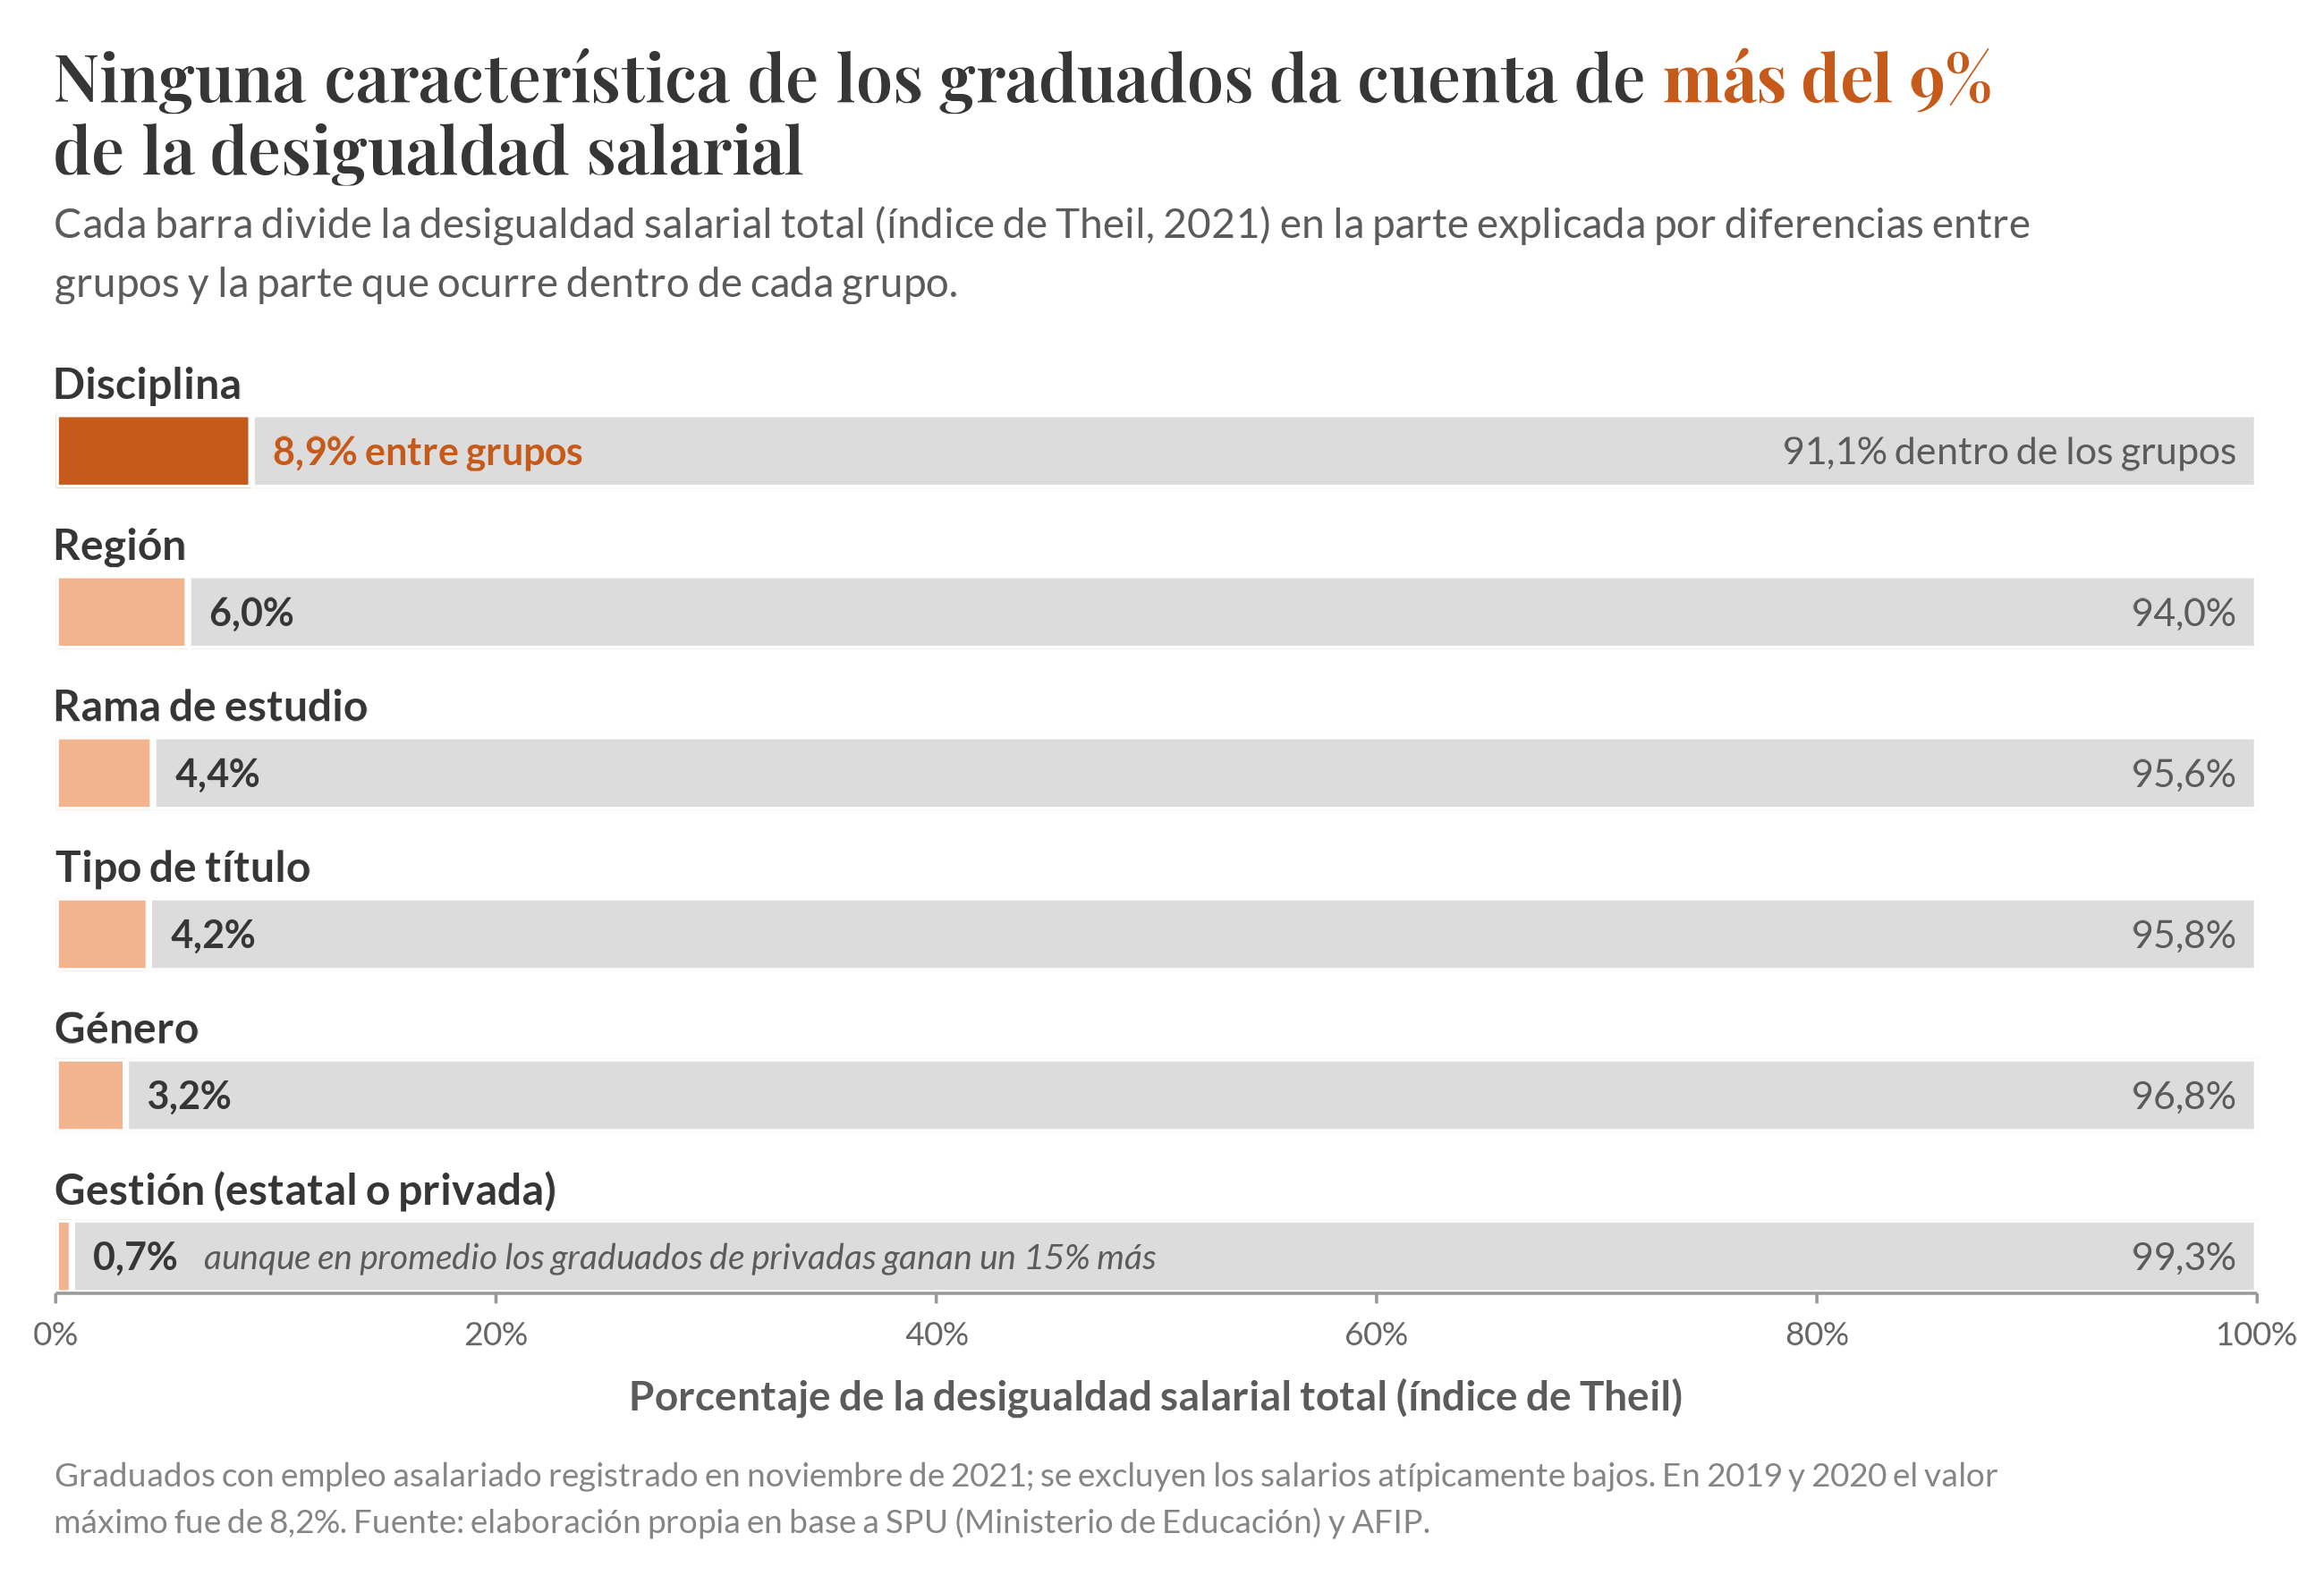 Ninguna característica de los graduados da cuenta de más del 9%
de la desigualdad salarial
Cada barra divide la desigualdad salarial total (índice de Theil, 2021) en la parte explicada por diferencias entre
grupos y la parte que ocurre dentro de cada grupo.
Disciplina
8,9% entre grupos 91,1% dentro de los grupos
Región
6,0% 94,0%
Rama de estudio
4,4% 95,6%
Tipo de título
4,2% 95,8%
Género
3,2% 96,8%
Gestión (estatal o privada)
0,7% aunque en promedio los graduados de privadas ganan un 15% más 99,3%
0% 20% 40% 60% 80% 100%
Porcentaje de la desigualdad salarial total (índice de Theil)
Graduados con empleo asalariado registrado en noviembre de 2021; se excluyen los salarios atípicamente bajos. En 2019 y 2020 el valor
máximo fue de 8,2%. Fuente: elaboración propia en base a SPU (Ministerio de Educación) y AFIP.